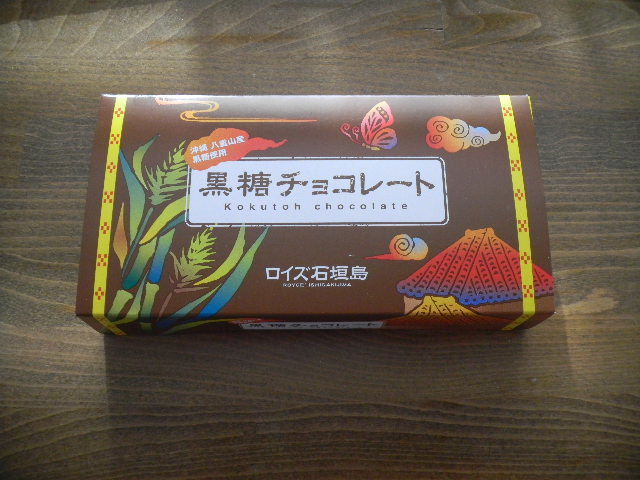 沖縄 八重山産
黒糖使用
黒糖チョコレート
Kokutoh chocolate
ロイズ石垣島
ROYCE' ISHIGAKIJIMA
黒糖チョコレート